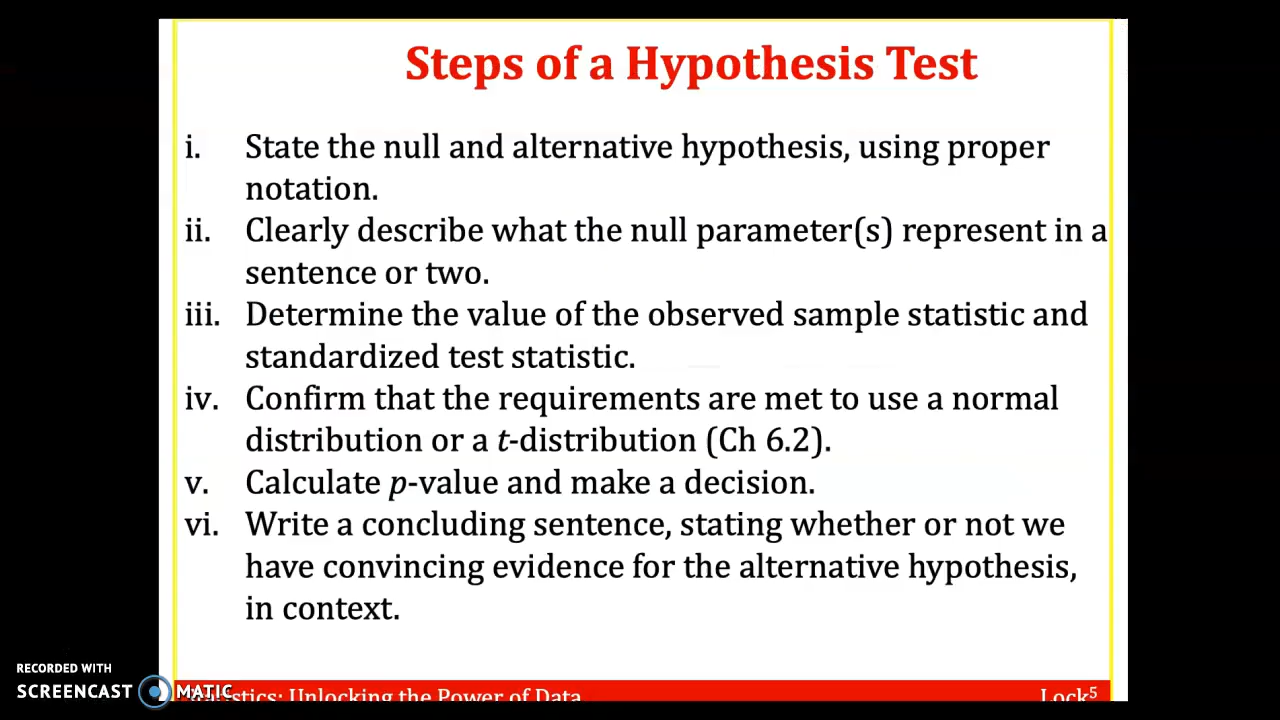 Steps of a Hypothesis Test
i. State the null and alternative hypothesis, using proper
notation.
ii. Clearly describe what the null parameter(s) represent in a
sentence or two.
iii. Determine the value of the observed sample statistic and
standardized test statistic.
iv. Confirm that the requirements are met to use a normal
distribution or a t-distribution (Ch 6.2).
v. Calculate p-value and make a decision.
vi. Write a concluding sentence, stating whether or not we
have convincing evidence for the alternative hypothesis,
in context.
RECORDED WITH
SCREENCAST MATIC
Statistics: Unlocking the Power of Data
Lock5